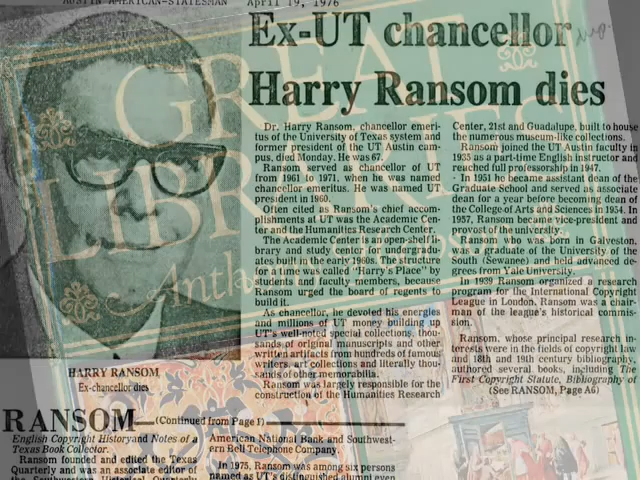 AUSTIN AMERICAN-STATESMAN April 19, 1976
Ex-UT chancellor
Harry Ransom dies
GREAT
LIBRARIES
Dr. Harry Ransom, chancellor emeri-
tus of the University of Texas system and
former president of the UT Austin cam-
pus, died Monday. He was 67.
Ransom served as chancellor of UT
from 1961 to 1971, when he was named
chancellor emeritus. He was named UT
president in 1960.
Often cited as Ransom's chief accom-
plishments at UT was the Academic Cen-
ter and the Humanities Research Center.
The Academic Center is an open-shelf li-
brary and study center for undergradu-
ates built in the early 1960s. The structure
for a time was called "Harry's Place" by
students and faculty members, because
Ransom urged the board of regents to
build it.
As chancellor, he devoted his energies
and millions of UT money building up
UT's well-noted special collections, thou-
sands of original manuscripts and other
written artifacts from hundreds of famous
writers, art collections and literally thou-
sands of other memorabilia.
Ransom was largely responsible for the
construction of the Humanities Research
Center, 21st and Guadalupe, built to house
the numerous museum-like collections.
Ransom joined the UT Austin faculty in
1935 as a part-time English instructor and
reached full professorship in 1947.
In 1951 he became assistant dean of the
Graduate School and served as associate
dean for a year before becoming dean of
the College of Arts and Sciences in 1954. In
1957, Ransom became vice-president and
provost of the university.
Ransom who was born in Galveston,
was a graduate of the University of the
South (Sewanee) and held advanced de-
grees from Yale University.
In 1939 Ransom organized a research
program for the International Copyright
League in London. Ransom was a chair-
man of the league's historical commis-
sion.
Ransom, whose principal research in-
terests were in the fields of copyright law
and 18th and 19th century bibliography,
authored several books, including The
First Copyright Statute, Bibliography of
(See RANSOM, Page A6)
HARRY RANSOM
Ex-chancellor dies
RANSOM—(Continued from Page 1)
English Copyright History and Notes of a
Texas Book Collector.
Ransom founded and edited the Texas
Quarterly and was an associate editor of
the Southwestern Historical Quarterly
American National Bank and Southwest-
ern Bell Telephone Company.
In 1975, Ransom was among six persons
named as UT's distinguished alumni even